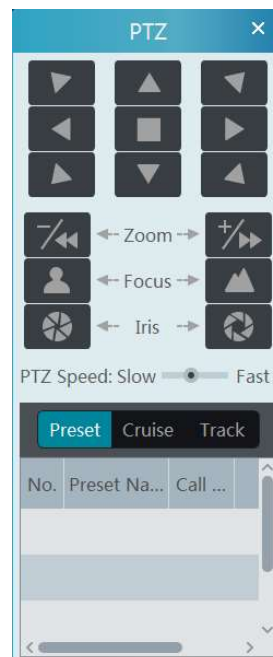 PTZ ×
Zoom
Focus
Iris
PTZ Speed: Slow Fast
Preset Cruise Track
No. Preset Na... Call ...